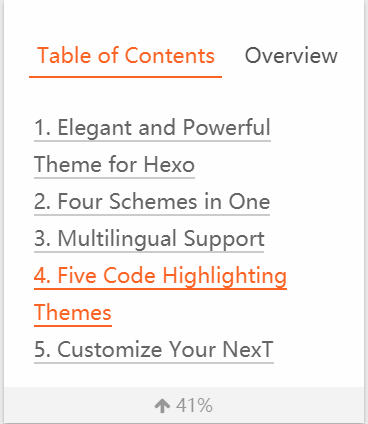 Table of Contents Overview
1. Elegant and Powerful
Theme for Hexo
2. Four Schemes in One
3. Multilingual Support
4. Five Code Highlighting
Themes
5. Customize Your NexT
41%